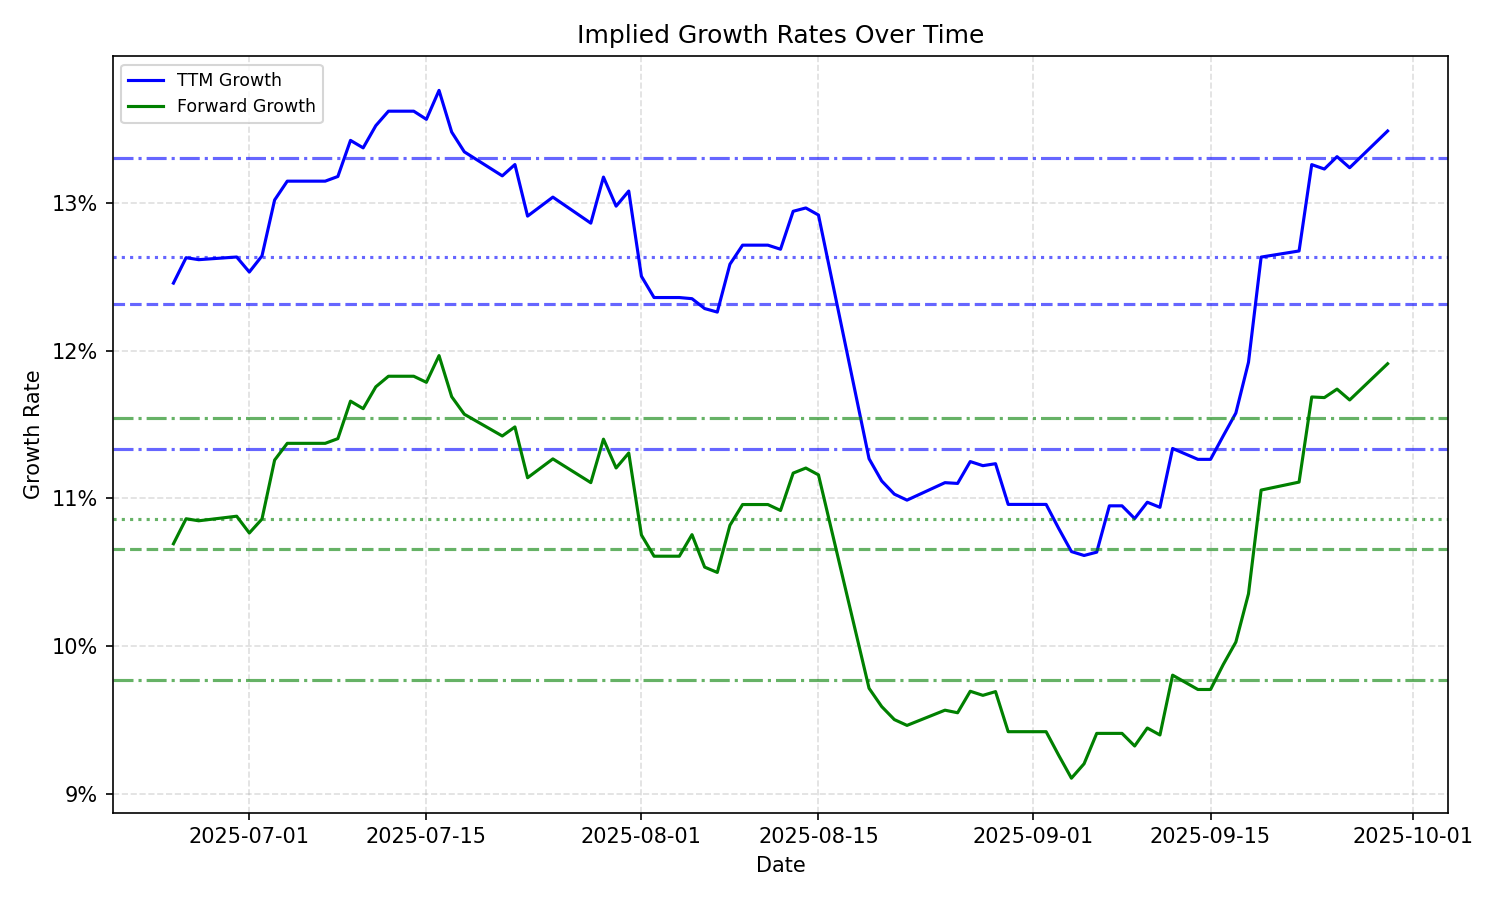 Implied Growth Rates Over Time
TTM Growth
Forward Growth
13%
12%
11%
10%
9%
Growth Rate
2025-07-01
2025-07-15
2025-08-01
2025-08-15
2025-09-01
2025-09-15
2025-10-01
Date